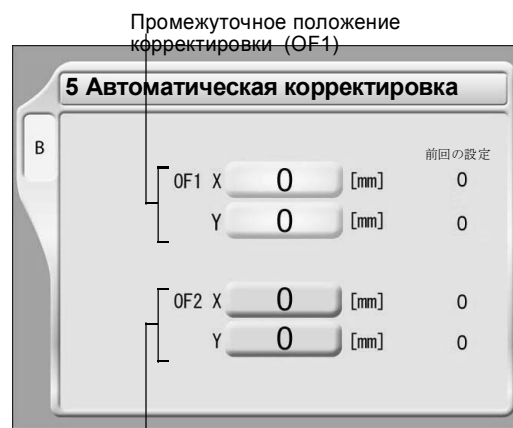 Промежуточное положение
корректировки (OF1)
5 Автоматическая корректировка
B
前回の設定
OF1 X 0 [mm] 0
Y 0 [mm] 0
OF2 X 0 [mm] 0
Y 0 [mm] 0